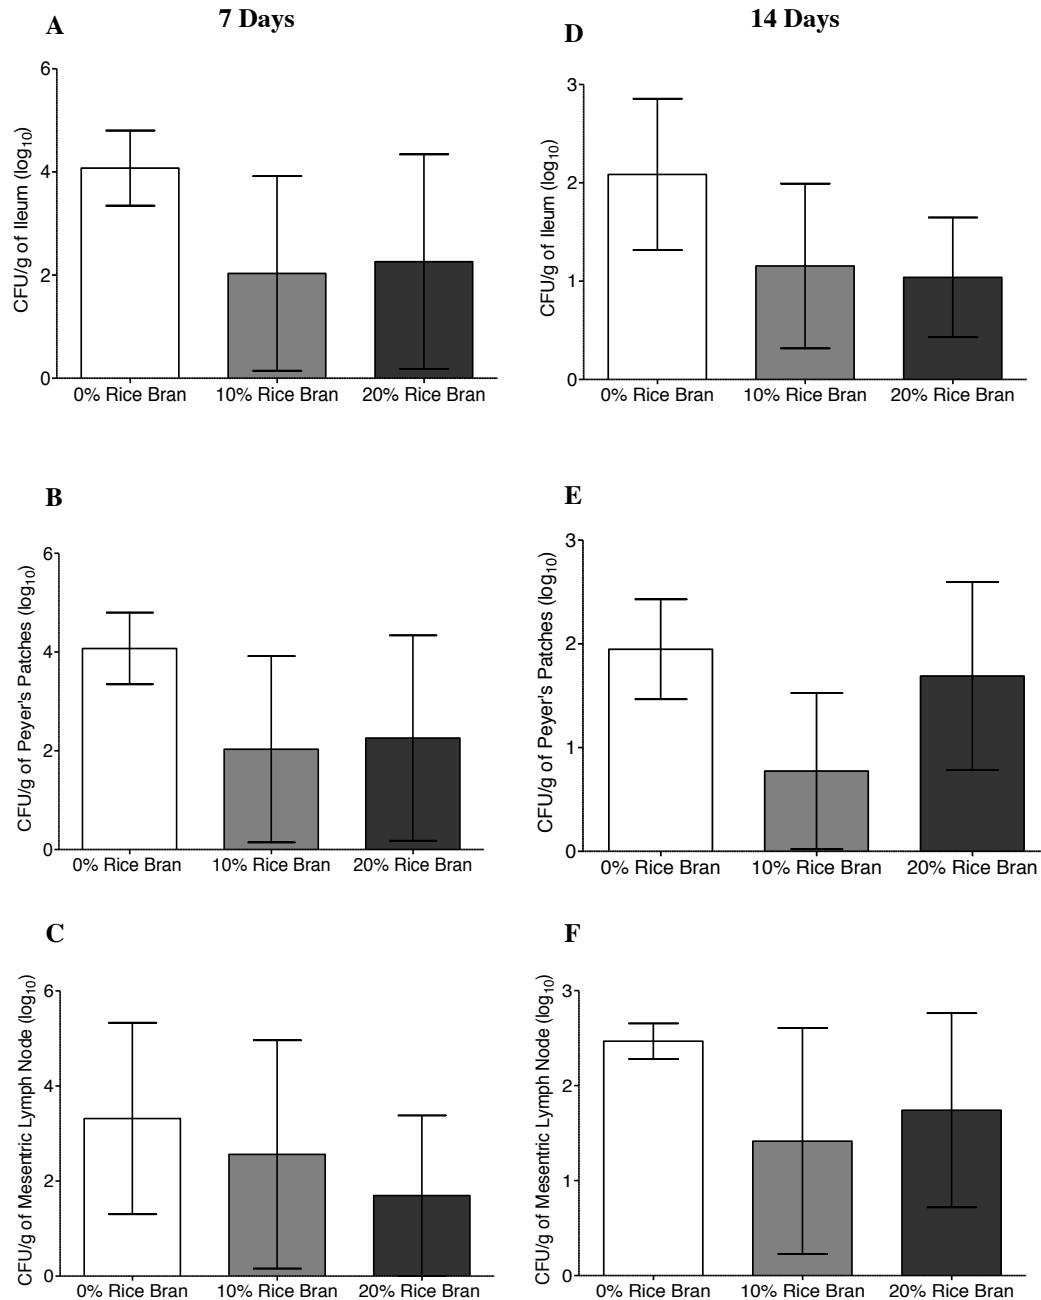 7 Days
14 Days
A
CFU/g of Ileum (log10)
6
4
2
0
0% Rice Bran 10% Rice Bran 20% Rice Bran
D
CFU/g of Ileum (log10)
3
2
1
0
0% Rice Bran 10% Rice Bran 20% Rice Bran
B
CFU/g of Peyer's Patches (log10)
6
4
2
0
0% Rice Bran 10% Rice Bran 20% Rice Bran
E
CFU/g of Peyer's Patches (log10)
3
2
1
0
0% Rice Bran 10% Rice Bran 20% Rice Bran
C
CFU/g of Mesentric Lymph Node (log10)
6
4
2
0
0% Rice Bran 10% Rice Bran 20% Rice Bran
F
CFU/g of Mesentric Lymph Node (log10)
3
2
1
0
0% Rice Bran 10% Rice Bran 20% Rice Bran